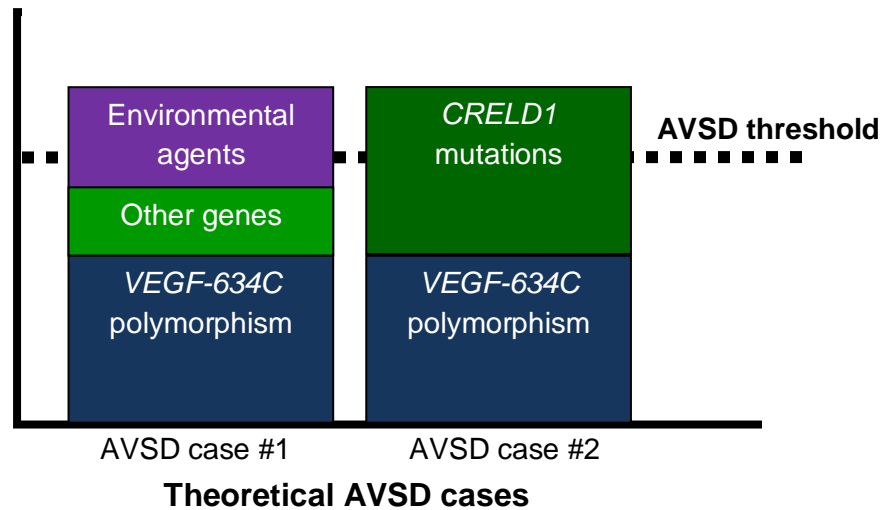 Environmental
agents
Other genes
VEGF-634C
polymorphism
CRELD1
mutations
VEGF-634C
polymorphism
AVSD threshold
AVSD case #1
AVSD case #2
Theoretical AVSD cases